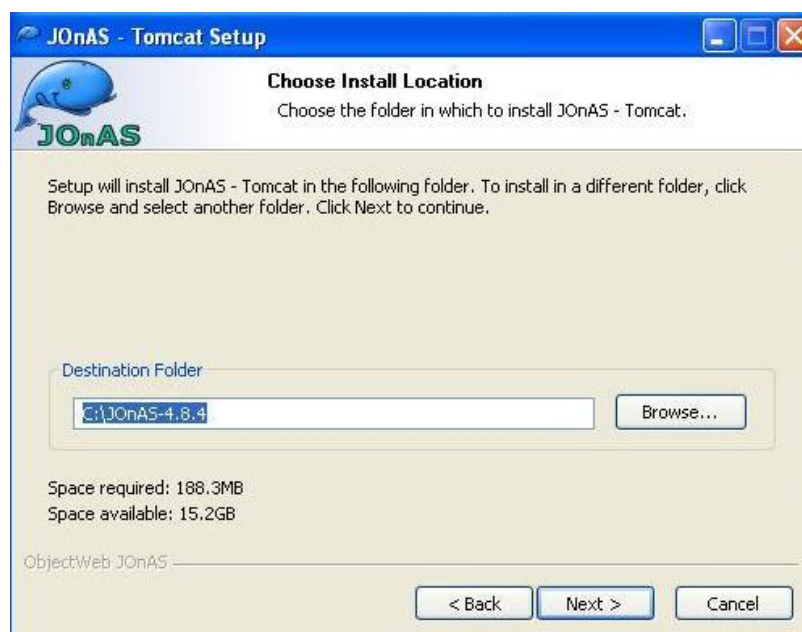 JOnAS - Tomcat Setup
JOnAS
Choose Install Location
Choose the folder in which to install JOnAS - Tomcat.
Setup will install JOnAS - Tomcat in the following folder. To install in a different folder, click
Browse and select another folder. Click Next to continue.
Destination Folder
C:\JOnAS-4.8.4
Browse...
Space required: 188.3MB
Space available: 15.2GB
ObjectWeb JOnAS
< Back
Next >
Cancel